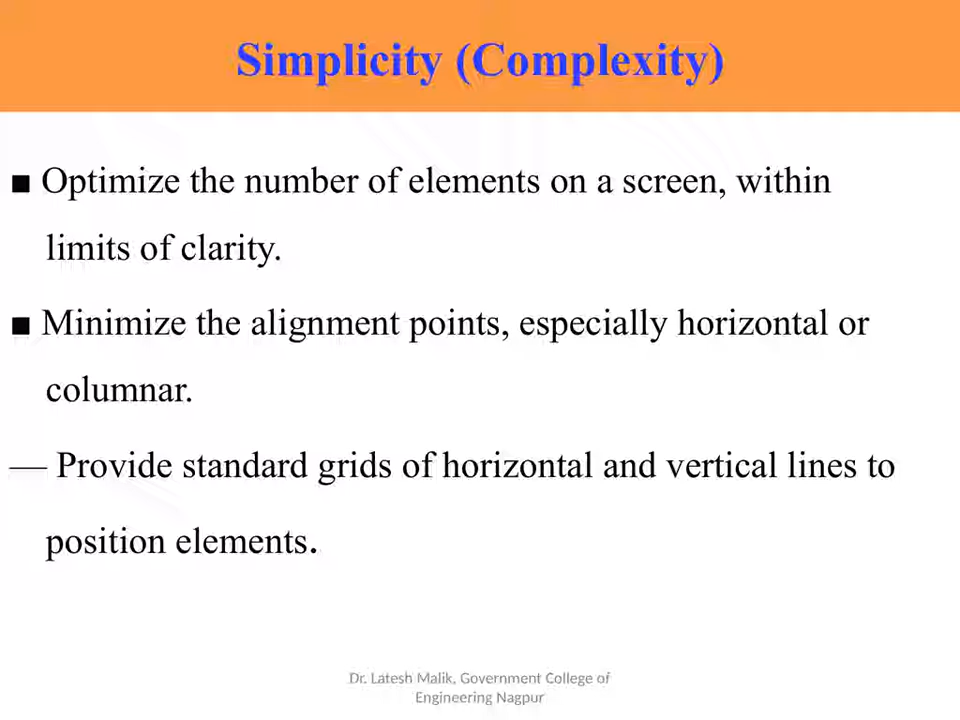 Simplicity (Complexity)
■ Optimize the number of elements on a screen, within
limits of clarity.
■ Minimize the alignment points, especially horizontal or
columnar.
— Provide standard grids of horizontal and vertical lines to
position elements.
Dr. Latesh Malik, Government College of
Engineering Nagpur